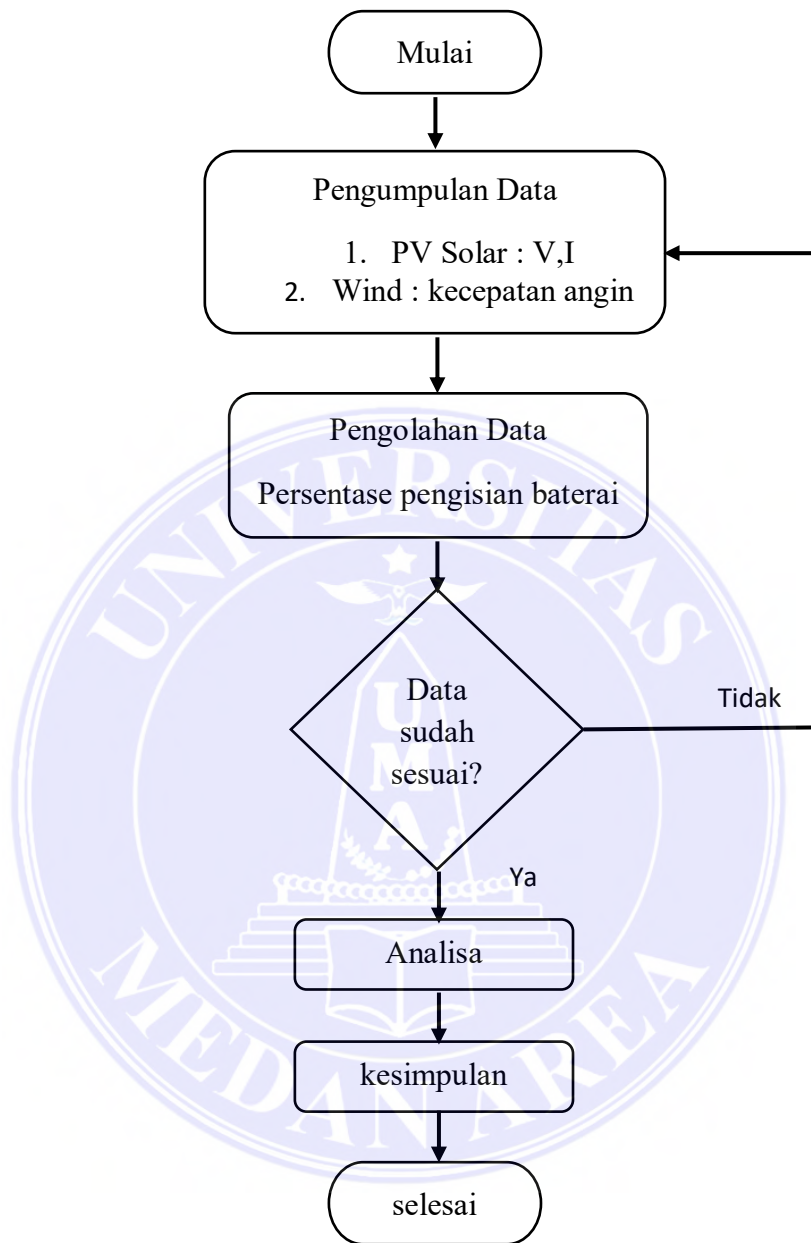 Mulai
Pengumpulan Data
1. PV Solar : V,I
2. Wind : kecepatan angin
Pengolahan Data
Persentase pengisian baterai
Data
sudah
sesuai?
Tidak
Ya
Analisa
kesimpulan
selesai
UNIVERSITAS
UMA
MEDAN AREA